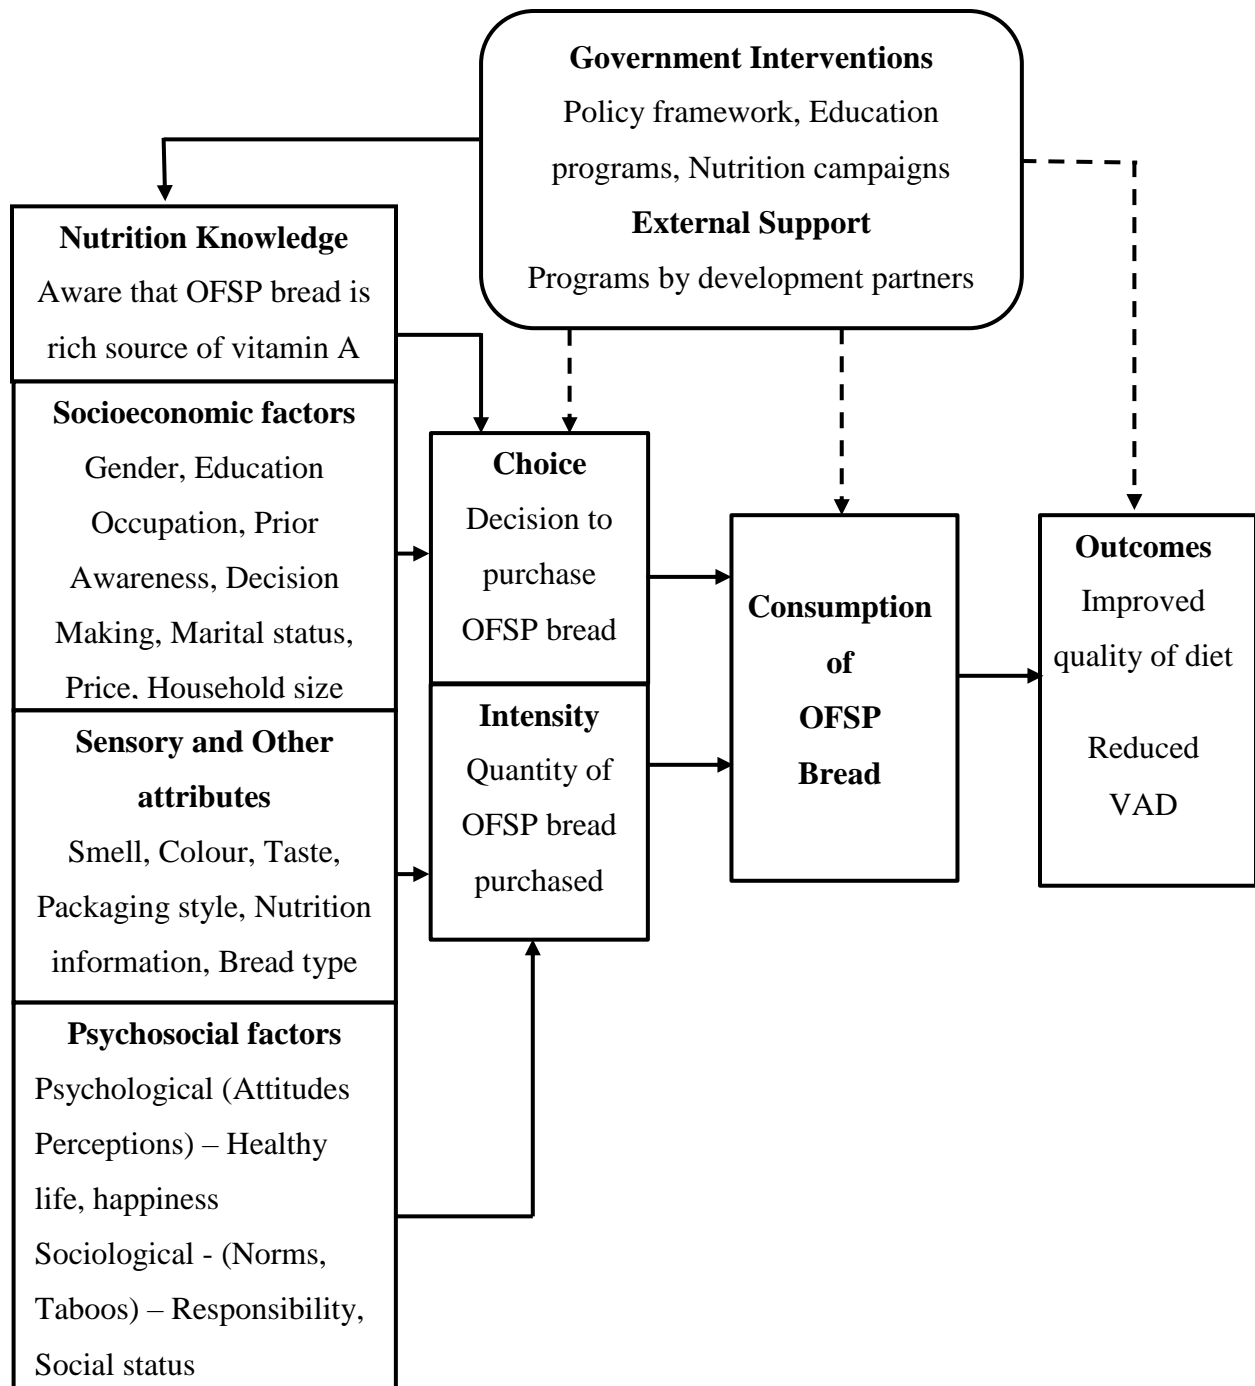 Government Interventions
Policy framework, Education
programs, Nutrition campaigns
External Support
Programs by development partners
Nutrition Knowledge
Aware that OFSP bread is
rich source of vitamin A
Socioeconomic factors
Gender, Education
Occupation, Prior
Awareness, Decision
Making, Marital status,
Price, Household size
Sensory and Other
attributes
Smell, Colour, Taste,
Packaging style, Nutrition
information, Bread type
Psychosocial factors
Psychological (Attitudes
Perceptions) – Healthy
life, happiness
Sociological - (Norms,
Taboos) – Responsibility,
Social status
Choice
Decision to
purchase
OFSP bread
Intensity
Quantity of
OFSP bread
purchased
Consumption
of
OFSP
Bread
Outcomes
Improved
quality of diet
Reduced
VAD